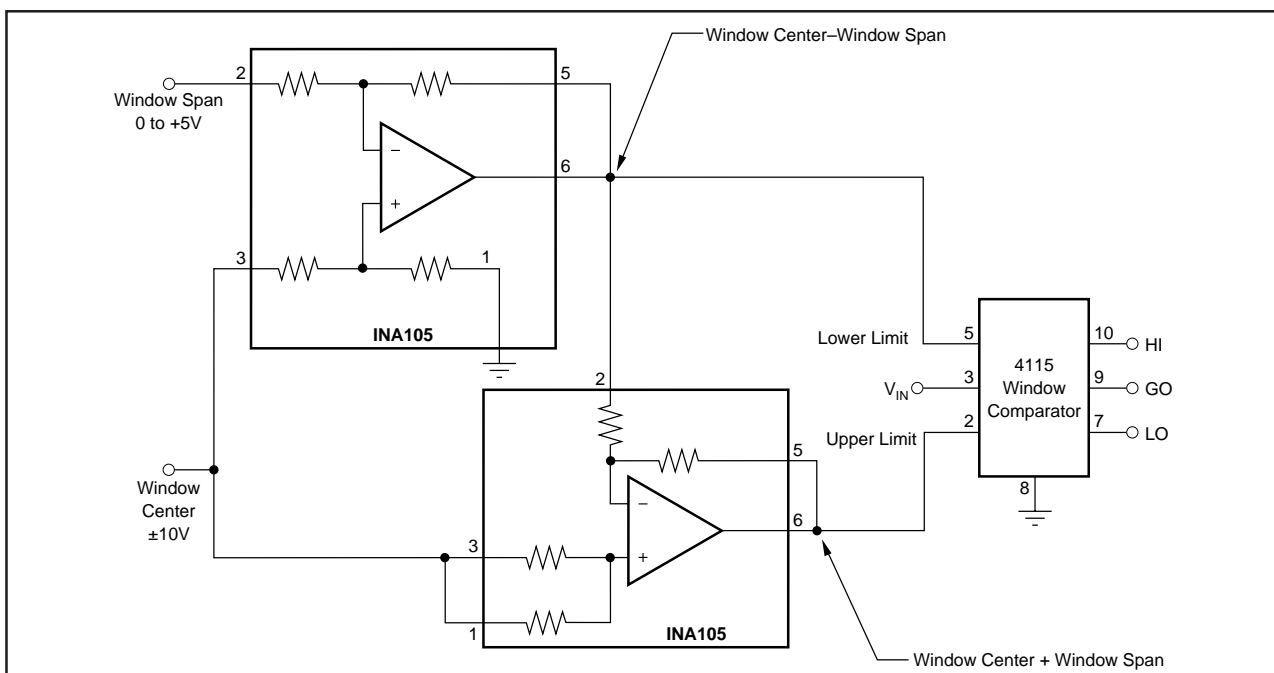 Window Center–Window Span
2
5
Window Span
0 to +5V
–
6
+
3
1
INA105
Lower Limit
5
10
HI
4115
Window
Comparator
V_IN
3
9
GO
2
7
LO
Upper Limit
8
2
5
Window
Center
±10V
–
6
3
+
1
INA105
Window Center + Window Span